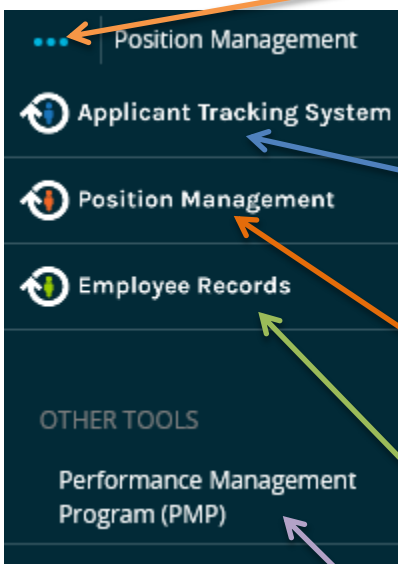 Position Management
Applicant Tracking System
Position Management
Employee Records
OTHER TOOLS
Performance Management
Program (PMP)